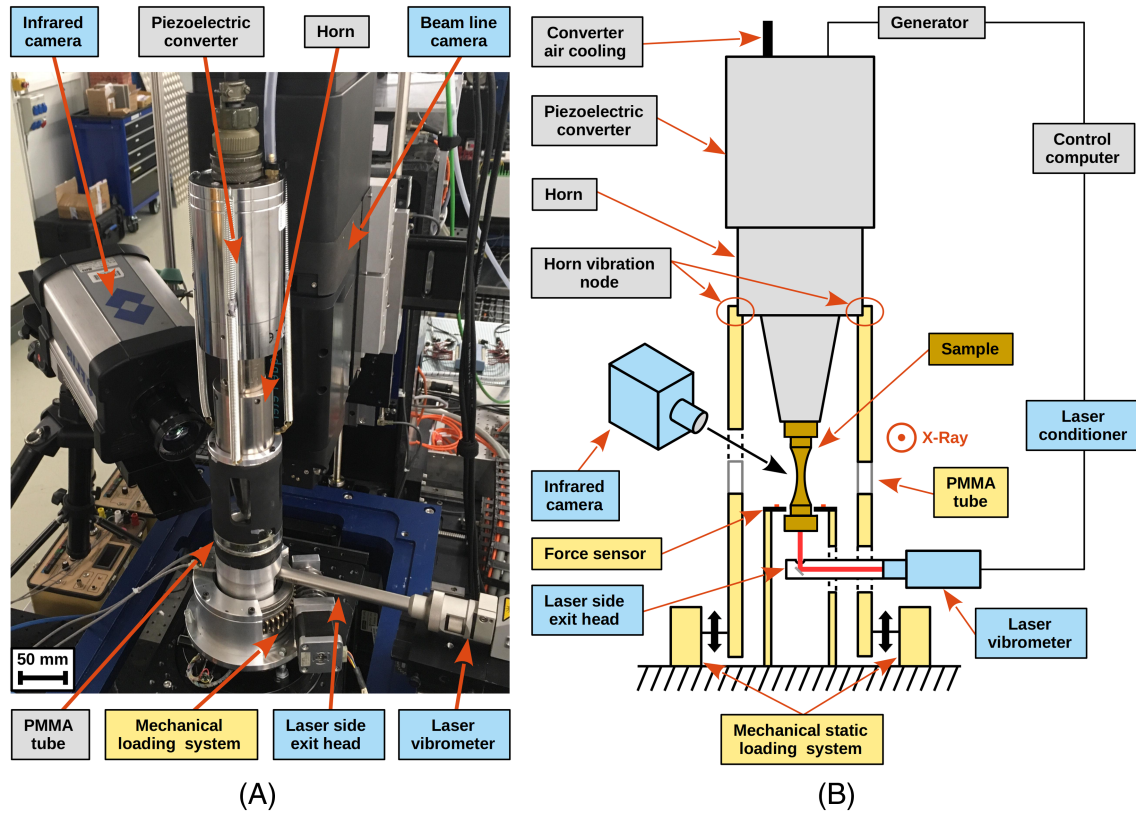 Infrared
camera
Piezoelectric
converter
Horn
Beam line
camera
50 mm
PMMA
tube
Mechanical
loading system
Laser side
exit head
Laser
vibrometer
(A)
Converter
air cooling
Generator
Piezoelectric
converter
Control
computer
Horn
Horn vibration
node
Sample
Laser
conditioner
X-Ray
Infrared
camera
PMMA
tube
Force sensor
Laser side
exit head
Laser
vibrometer
Mechanical static
loading system
(B)